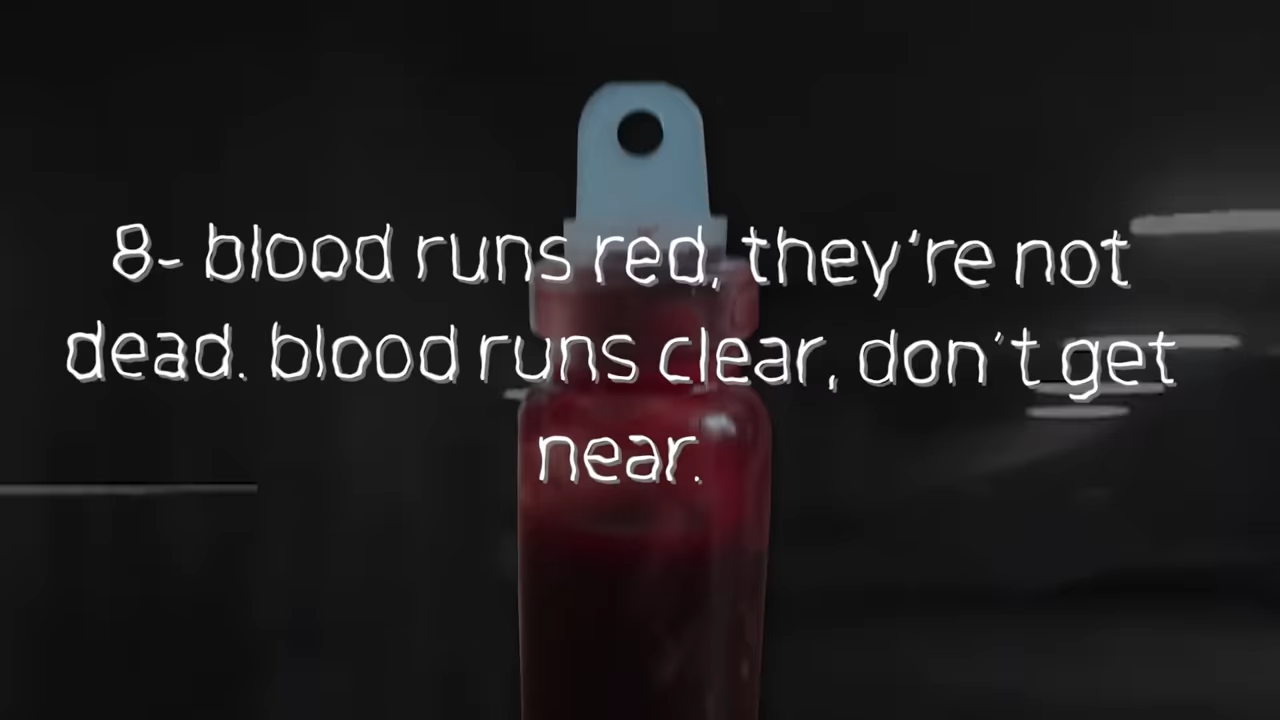 8- blood runs red, they're not
dead. blood runs clear, don't get
near.